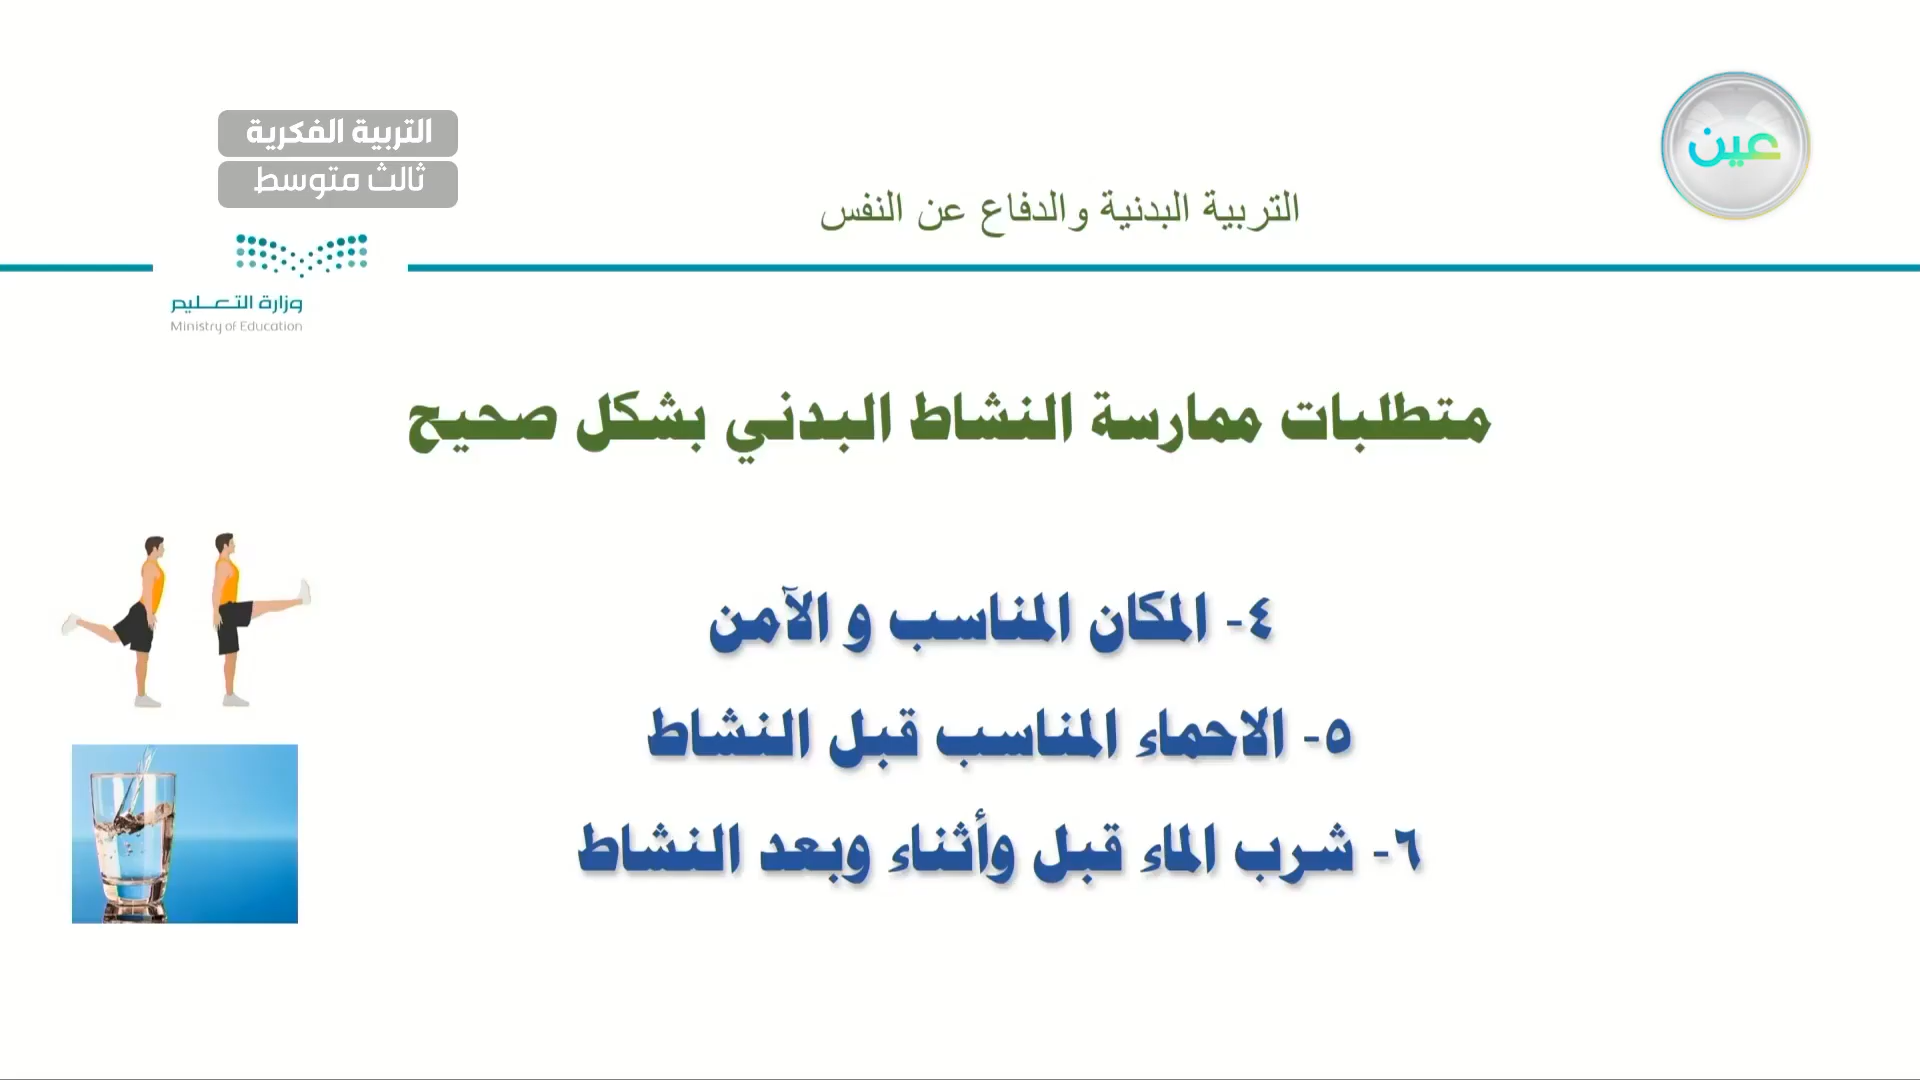 التربية الفكرية
ثالث متوسط
عين
التربية البدنية والدفاع عن النفس
وزارة التعليم
Ministry of Education
متطلبات ممارسة النشاط البدني بشكل صحيح
٤- المكان المناسب و الآمن
٥- الاحماء المناسب قبل النشاط
٦- شرب الماء قبل وأثناء وبعد النشاط